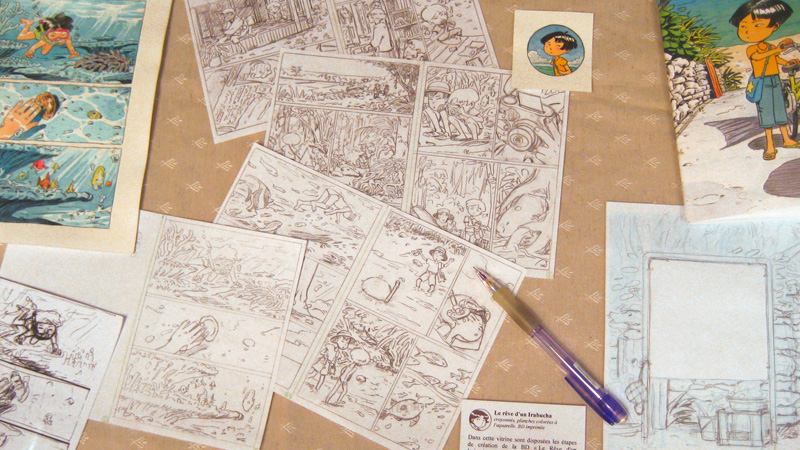 Le rêve d'un Irabucha
crayonnés, planches colorées à
l'aquarelle, BD imprimée
Dans cette vitrine sont disposées les étapes
de création de la BD « Le Rêve d'un